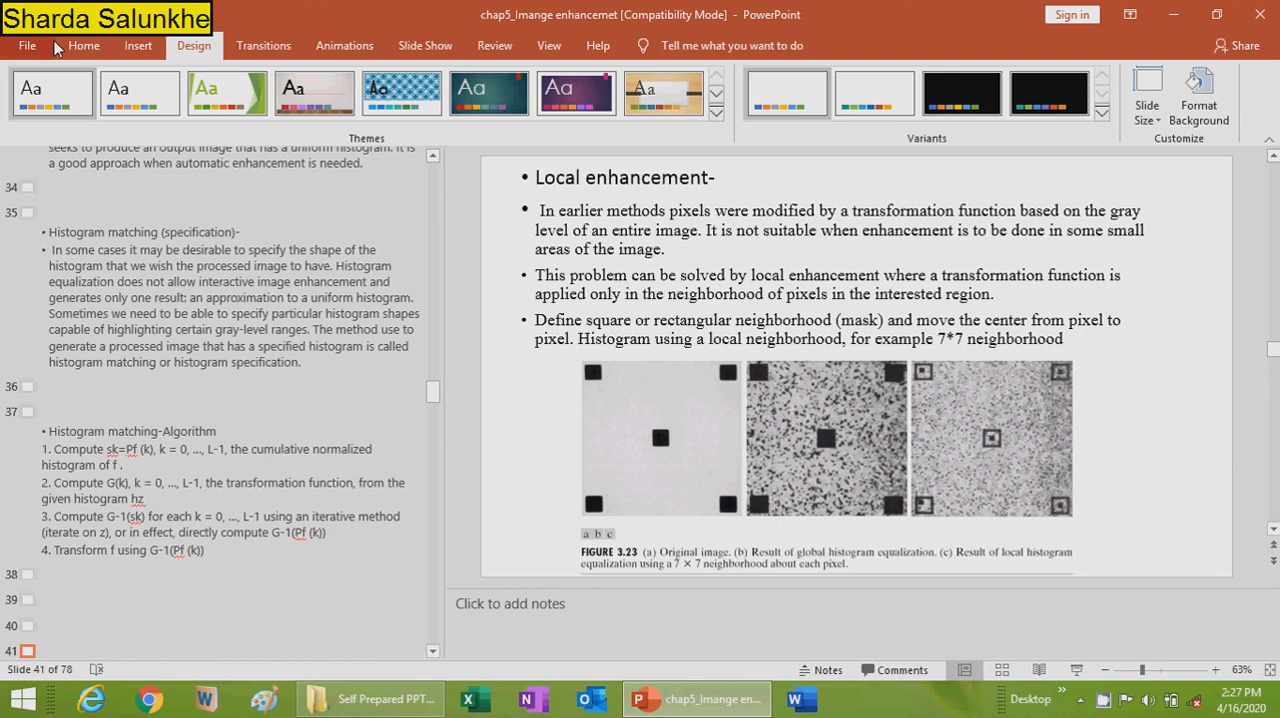 Sharda Salunkhe
chap5_Imange enhancemet [Compatibility Mode] - PowerPoint
Sign in
File Home Insert Design Transitions Animations Slide Show Review View Help Tell me what you want to do Share
Aa Aa Aa Aa Aa Aa Aa Aa
Slide Size
Format Background
Themes
Variants
Customize
seeks to produce an output image that has a uniform histogram. It is
a good approach when automatic enhancement is needed.
34
35
• Histogram matching (specification)-
• In some cases it may be desirable to specify the shape of the
histogram that we wish the processed image to have. Histogram
equalization does not allow interactive image enhancement and
generates only one result: an approximation to a uniform histogram.
Sometimes we need to be able to specify particular histogram shapes
capable of highlighting certain gray-level ranges. The method use to
generate a processed image that has a specified histogram is called
histogram matching or histogram specification.
36
37
• Histogram matching-Algorithm
1. Compute sk=Pf (k), k = 0, ..., L-1, the cumulative normalized
histogram of f .
2. Compute G(k), k = 0, ..., L-1, the transformation function, from the
given histogram hz
3. Compute G-1(sk) for each k = 0, ..., L-1 using an iterative method
(iterate on z), or in effect, directly compute G-1(Pf (k))
4. Transform f using G-1(Pf (k))
38
39
40
41
• Local enhancement-
• In earlier methods pixels were modified by a transformation function based on the gray
level of an entire image. It is not suitable when enhancement is to be done in some small
areas of the image.
• This problem can be solved by local enhancement where a transformation function is
applied only in the neighborhood of pixels in the interested region.
• Define square or rectangular neighborhood (mask) and move the center from pixel to
pixel. Histogram using a local neighborhood, for example 7*7 neighborhood
a b c
FIGURE 3.23 (a) Original image. (b) Result of global histogram equalization. (c) Result of local histogram
equalization using a 7 × 7 neighborhood about each pixel.
Click to add notes
Slide 41 of 78
Notes Comments 63%
Self Prepared PPT... chap5_Imange en... Desktop » 2:27 PM
4/16/2020